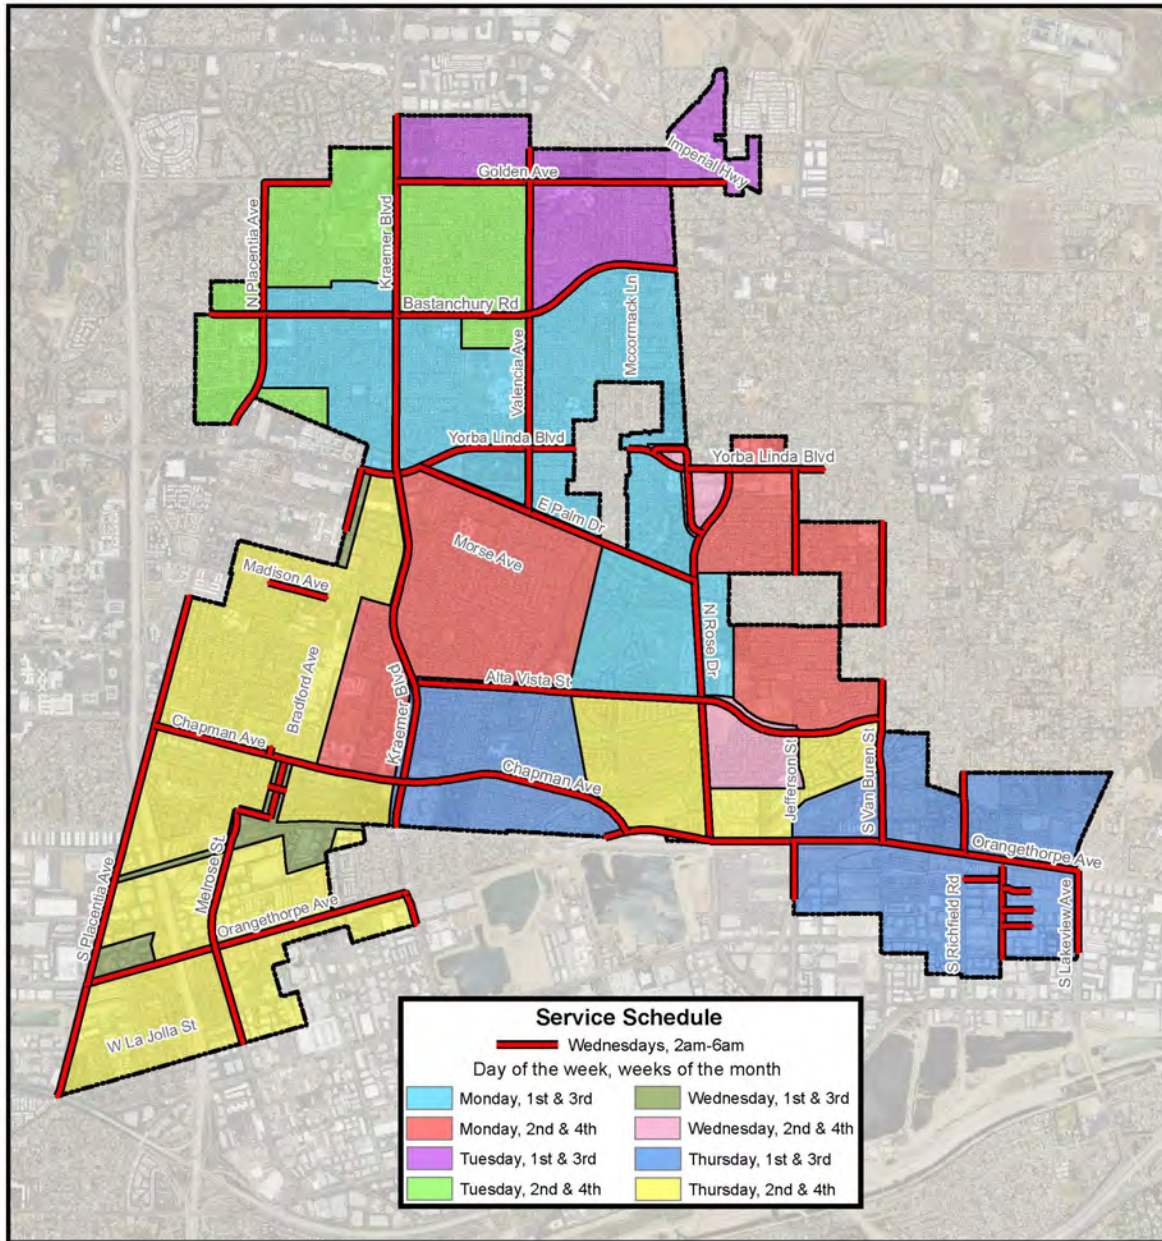 Imperial Hwy
Golden Ave
N Placentia Ave
Kraemer Blvd
Bastanchury Rd
Mccormack Ln
Valencia Ave
Yorba Linda Blvd
Yorba Linda Blvd
E Palm Dr
Morse Ave
Madison Ave
N Rose Dr
Bradford Ave
Alta Vista St
Kraemer Blvd
Chapman Ave
Chapman Ave
Jefferson St
S Van Buren St
Orangethorpe Ave
Melrose St
S Placentia Ave
Orangethorpe Ave
S Richfield Rd
S Lakeview Ave
W La Jolla St
Service Schedule
Wednesdays, 2am-6am
Day of the week, weeks of the month
Monday, 1st & 3rd
Wednesday, 1st & 3rd
Monday, 2nd & 4th
Wednesday, 2nd & 4th
Tuesday, 1st & 3rd
Thursday, 1st & 3rd
Tuesday, 2nd & 4th
Thursday, 2nd & 4th